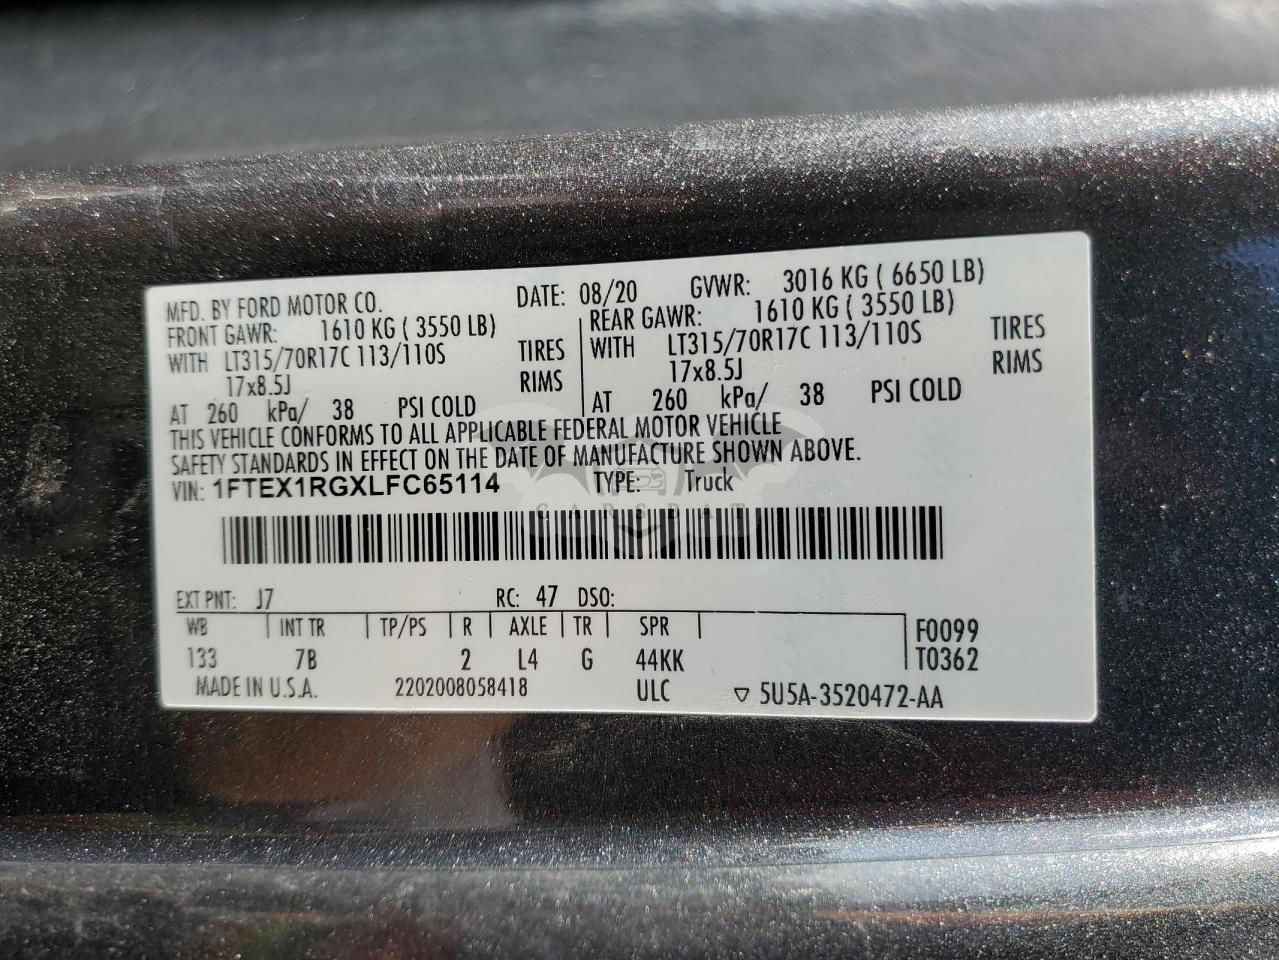 MFD. BY FORD MOTOR CO. DATE: 08/20 GVWR: 3016 KG ( 6650 LB)
FRONT GAWR: 1610 KG ( 3550 LB) REAR GAWR: 1610 KG ( 3550 LB)
WITH LT315/70R17C 113/110S TIRES WITH LT315/70R17C 113/110S TIRES
17x8.5J RIMS 17x8.5J RIMS
AT 260 kPa/ 38 PSI COLD AT 260 kPa/ 38 PSI COLD
THIS VEHICLE CONFORMS TO ALL APPLICABLE FEDERAL MOTOR VEHICLE
SAFETY STANDARDS IN EFFECT ON THE DATE OF MANUFACTURE SHOWN ABOVE.
VIN: 1FTEX1RGXLFC65114 TYPE: Truck
CARSBAT
EXT PNT: J7 RC: 47 DSO:
WB INT TR TP/PS R AXLE TR SPR F0099
133 7B 2 L4 G 44KK T0362
MADE IN U.S.A. 2202008058418 ULC ▽ 5U5A-3520472-AA